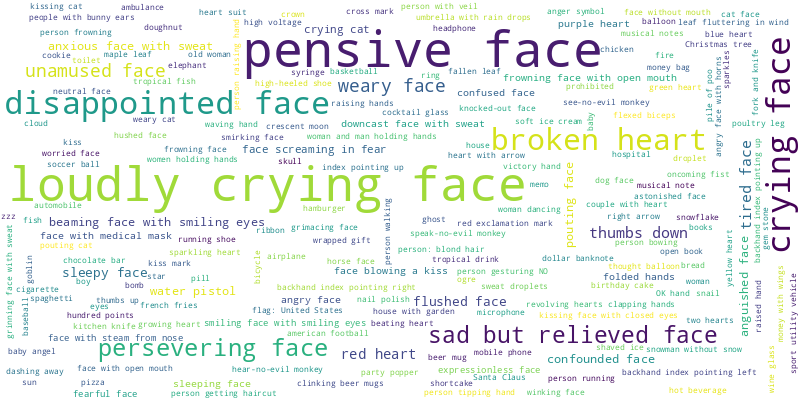 kissing cat
ambulance
heart suit
crown
cross mark
person with veil
anger symbol
face without mouth
cat face
people with bunny ears
doughnut
high voltage
crying cat
umbrella with rain drops
purple heart
balloon
leaf fluttering in wind
person frowning
person raising hand
headphone
musical notes
blue heart
Christmas tree
anxious face with sweat
maple leaf
old woman
pensive face
chicken
fire
cookie
toilet
elephant
syringe
basketball
ring
fallen leaf
frowning face with open mouth
money bag
sparkles
unamused face
tropical fish
high-heeled shoe
weary face
confused face
prohibited
green heart
pile of poo
angry face with horns
fork and knife
neutral face
disappointed face
raising hands
knocked-out face
see-no-evil monkey
crying face
weary cat
cocktail glass
soft ice cream
baby
flexed biceps
poultry leg
cloud
waving hand
crescent moon
downcast face with sweat
hushed face
smirking face
woman and man holding hands
broken heart
droplet
kiss
frowning face
face screaming in fear
house
hospital
worried face
women holding hands
skull
heart with arrow
tired face
soccer ball
index pointing up
victory hand
dog face
oncoming fist
backhand index pointing up
loudly crying face
memo
pouting face
musical note
astonished face
gem stone
automobile
hamburger
person walking
woman dancing
couple with heart
zzz
fish
beaming face with smiling eyes
ribbon
grimacing face
ghost
red exclamation mark
right arrow
snowflake
books
face with medical mask
running shoe
wrapped gift
speak-no-evil monkey
thumbs down
person bowing
grinning face with sweat
pouting cat
sparkling heart
airplane
person: blond hair
open book
anguished face
yellow heart
goblin
chocolate bar
kiss mark
bicycle
horse face
tropical drink
dollar banknote
thought balloon
bread
sleepy face
boy
star
pill
face blowing a kiss
person gesturing NO
folded hands
woman
cigarette
bomb
water pistol
backhand index pointing right
ogre
sweat droplets
birthday cake
OK hand
snail
raised hand
money with wings
sport utility vehicle
spaghetti
eyes
thumbs up
french fries
angry face
nail polish
flushed face
revolving hearts
clapping hands
baseball
hundred points
flag: United States
house with garden
microphone
kissing face with closed eyes
two hearts
kitchen knife
growing heart
smiling face with smiling eyes
beating heart
american football
sad but relieved face
face with steam from nose
persevering face
shaved ice
snowman without snow
baby angel
red heart
beer mug
mobile phone
confounded face
dashing away
face with open mouth
hear-no-evil monkey
party popper
expressionless face
Santa Claus
person running
backhand index pointing left
sun
pizza
sleeping face
clinking beer mugs
shortcake
wine glass
hot beverage
fearful face
person getting haircut
person tipping hand
winking face